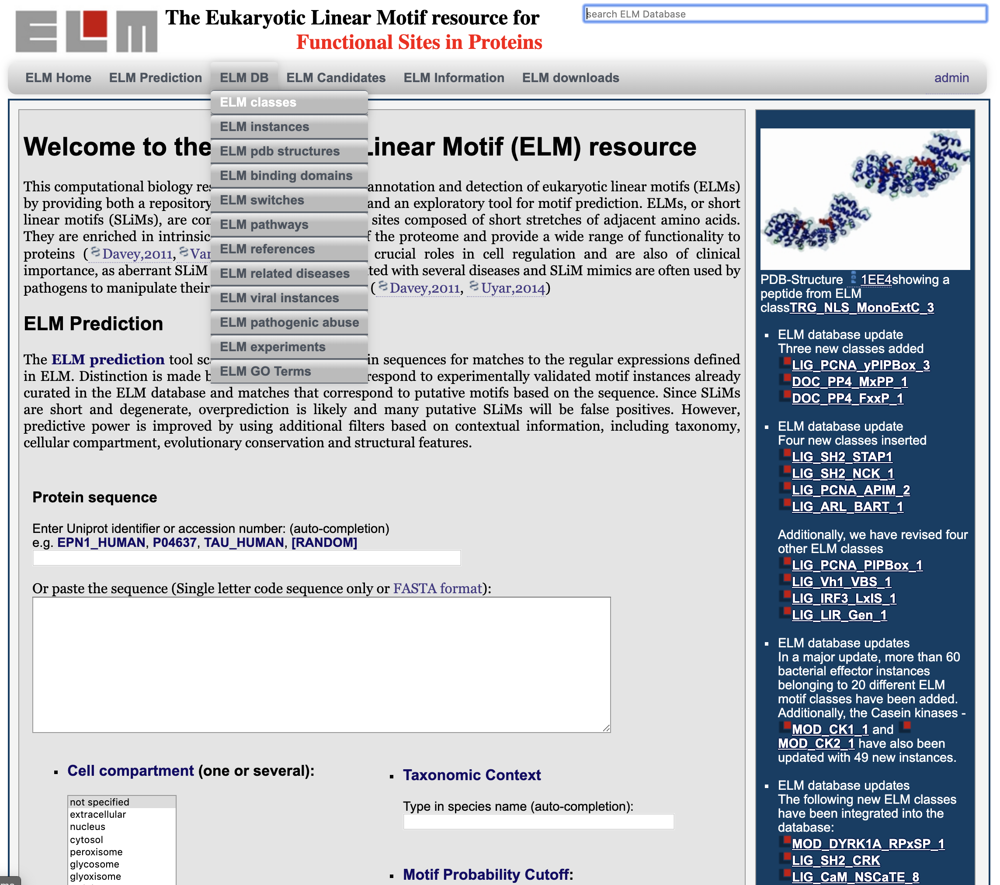 ELM
The Eukaryotic Linear Motif resource for
Functional Sites in Proteins
search ELM Database
ELM Home ELM Prediction ELM DB ELM Candidates ELM Information ELM downloads admin
ELM classes
ELM instances
ELM pdb structures
ELM binding domains
ELM switches
ELM pathways
ELM references
ELM related diseases
ELM viral instances
ELM pathogenic abuse
ELM experiments
ELM GO Terms
Welcome to the Linear Motif (ELM) resource
This computational biology annotation and detection of eukaryotic linear motifs (ELMs)
by providing both a repository and an exploratory tool for motif prediction. ELMs, or short
linear motifs (SLiMs), are sites composed of short stretches of adjacent amino acids.
They are enriched in the proteome and provide a wide range of functionality to
proteins (Davey,2011, crucial roles in cell regulation and are also of clinical
importance, as aberrant SLiM with several diseases and SLiM mimics are often used by
pathogens to manipulate their (Davey,2011, Uyar,2014)
ELM Prediction
The ELM prediction tool in sequences for matches to the regular expressions defined
in ELM. Distinction is made respond to experimentally validated motif instances already
curated in the ELM database and matches that correspond to putative motifs based on the sequence. Since SLiMs
are short and degenerate, overprediction is likely and many putative SLiMs will be false positives. However,
predictive power is improved by using additional filters based on contextual information, including taxonomy,
cellular compartment, evolutionary conservation and structural features.
Protein sequence
Enter Uniprot identifier or accession number: (auto-completion)
e.g. EPN1_HUMAN, P04637, TAU_HUMAN, [RANDOM]
Or paste the sequence (Single letter code sequence only or FASTA format):
Cell compartment (one or several):
not specified
extracellular
nucleus
cytosol
peroxisome
glycosome
glyoxisome
Taxonomic Context
Type in species name (auto-completion):
Motif Probability Cutoff:
PDB-Structure 1EE4showing a
peptide from ELM
classTRG_NLS_MonoExtC_3
ELM database update
Three new classes added
LIG_PCNA_yPIPBox_3
DOC_PP4_MxPP_1
DOC_PP4_FxxP_1
ELM database update
Four new classes inserted
LIG_SH2_STAP1
LIG_SH2_NCK_1
LIG_PCNA_APIM_2
LIG_ARL_BART_1
Additionally, we have revised four
other ELM classes
LIG_PCNA_PIPBox_1
LIG_Vh1_VBS_1
LIG_IRF3_LxIS_1
LIG_LIR_Gen_1
ELM database updates
In a major update, more than 60
bacterial effector instances
belonging to 20 different ELM
motif classes have been added.
Additionally, the Casein kinases -
MOD_CK1_1 and
MOD_CK2_1 have also been
updated with 49 new instances.
ELM database updates
The following new ELM classes
have been integrated into the
database:
MOD_DYRK1A_RPxSP_1
LIG_SH2_CRK
LIG_CaM_NSCaTE_8